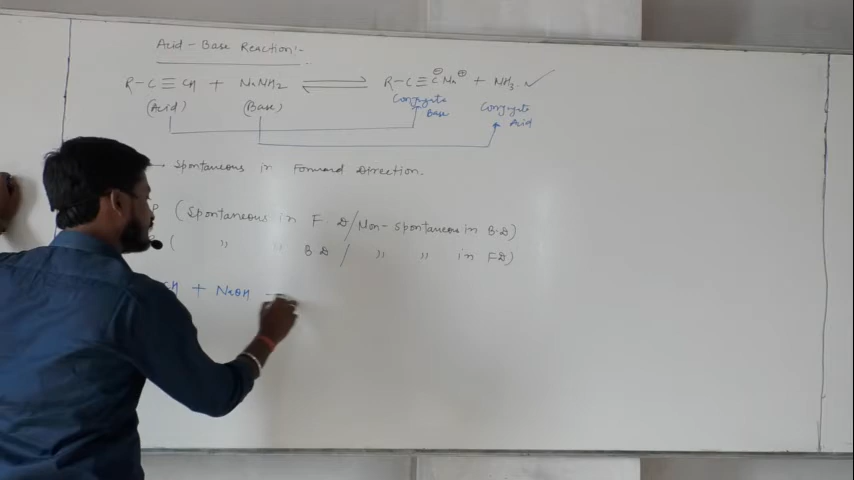 Acid-Base Reaction:-
R-C≡CH + NaNH2 ⇌ R-C≡C⊖ Na⊕ + NH3 ✓
(Acid) (Base) Conjugate Base Conjugate Acid
→ Spontaneous in Forward Direction.
P (Spontaneous in F.D/Non-spontaneous in B.D)
( " " B D / " " in FD)
CH + NaOH —